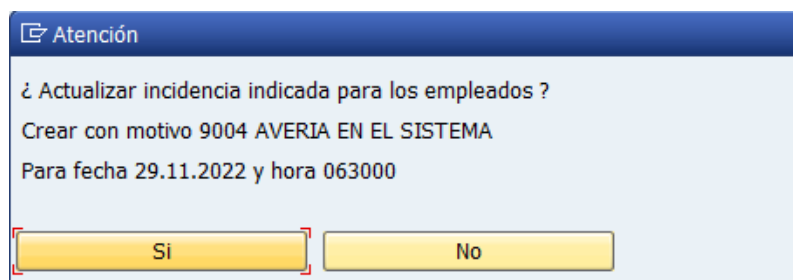 Atención
¿ Actualizar incidencia indicada para los empleados ?
Crear con motivo 9004 AVERIA EN EL SISTEMA
Para fecha 29.11.2022 y hora 063000
Si
No